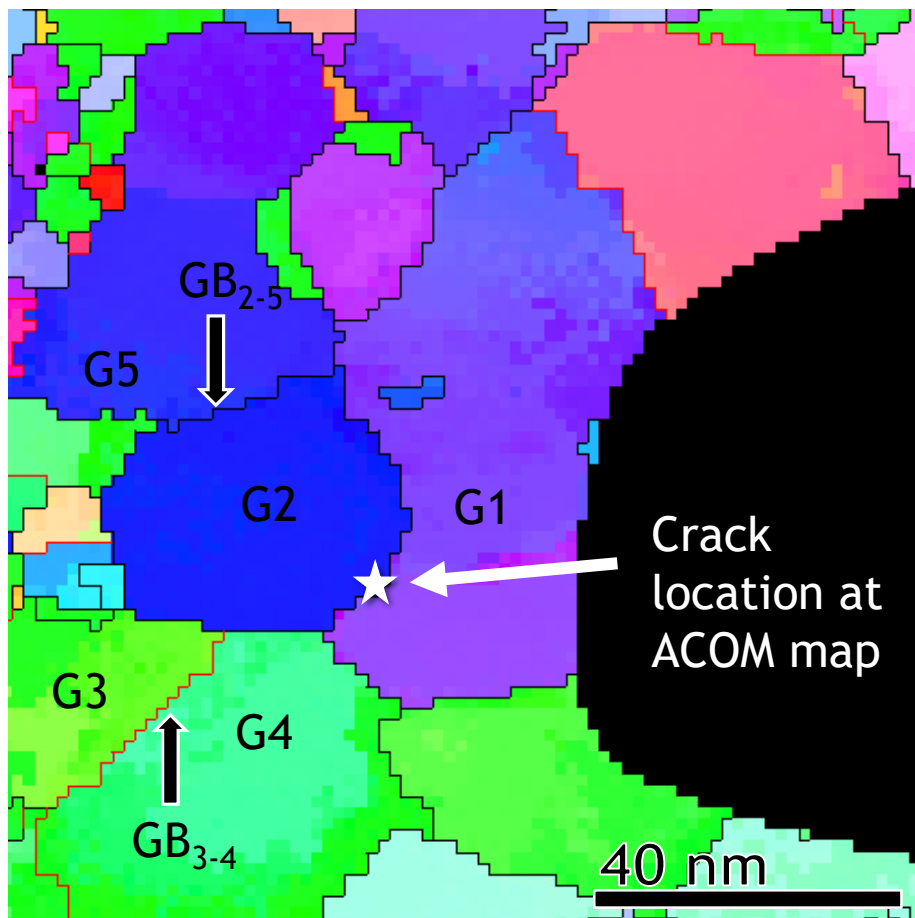 GB2-5
G5
G2
G1
Crack
location at
ACOM map
G3
G4
GB3-4
40 nm